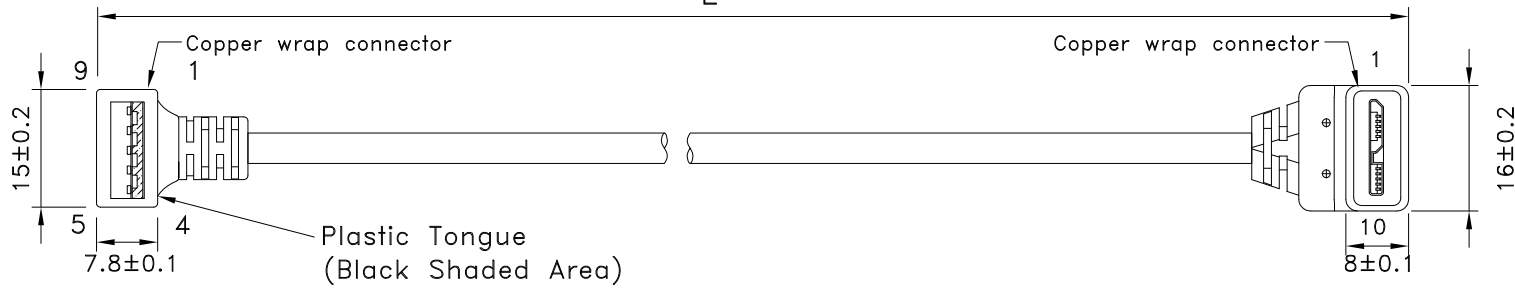 Copper wrap connector
Copper wrap connector
9
1
1
15±0.2
16±0.2
5
4
10
7.8±0.1
Plastic Tongue
(Black Shaded Area)
8±0.1